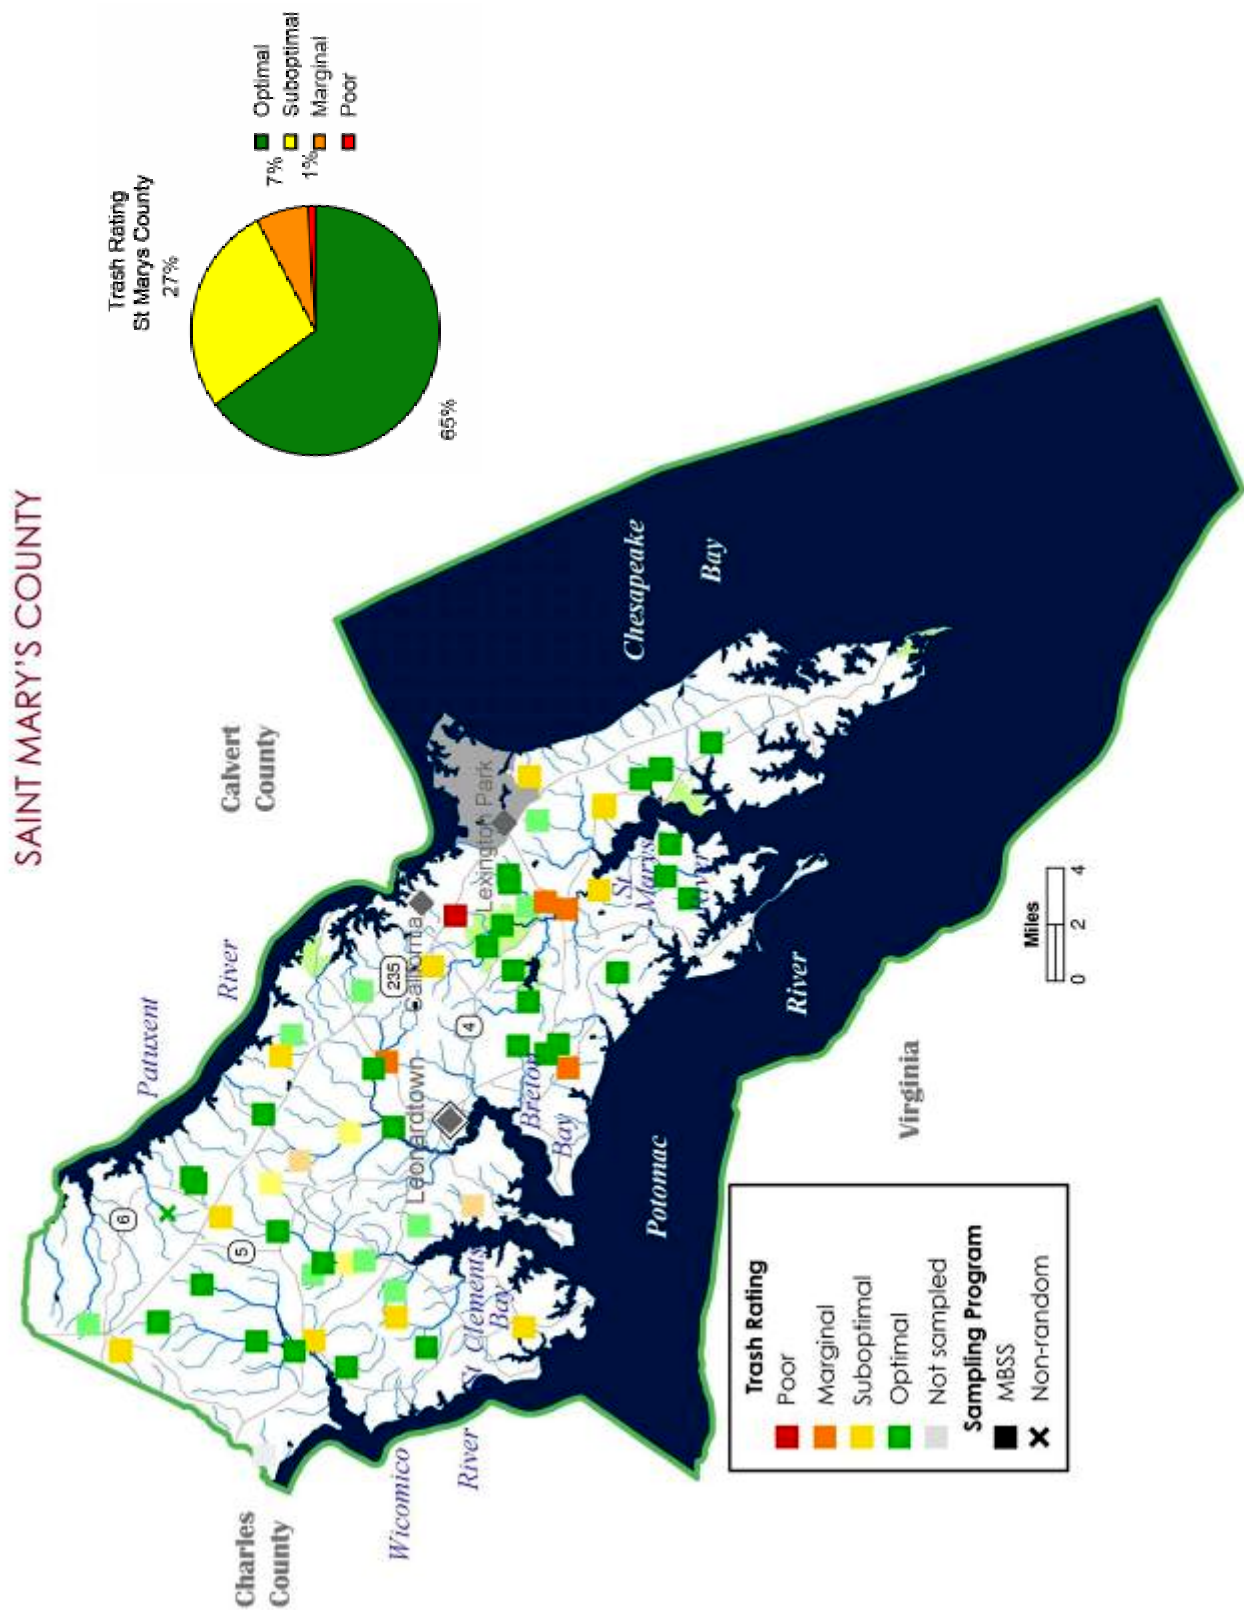 SAINT MARY'S COUNTY
Trash Rating
St Marys County
27%
7%
1%
65%
Optimal
Suboptimal
Marginal
Poor
Charles
County
Calvert
County
Patuxent
River
6
5
235
California
Lexington Park
4
Leonardtown
Wicomico
River
St Clements
Bay
Breton
Bay
St
Marys
River
Chesapeake
Bay
Potomac
River
Virginia
Miles
0 2 4
Trash Rating
Poor
Marginal
Suboptimal
Optimal
Not sampled
Sampling Program
MBSS
Non-random